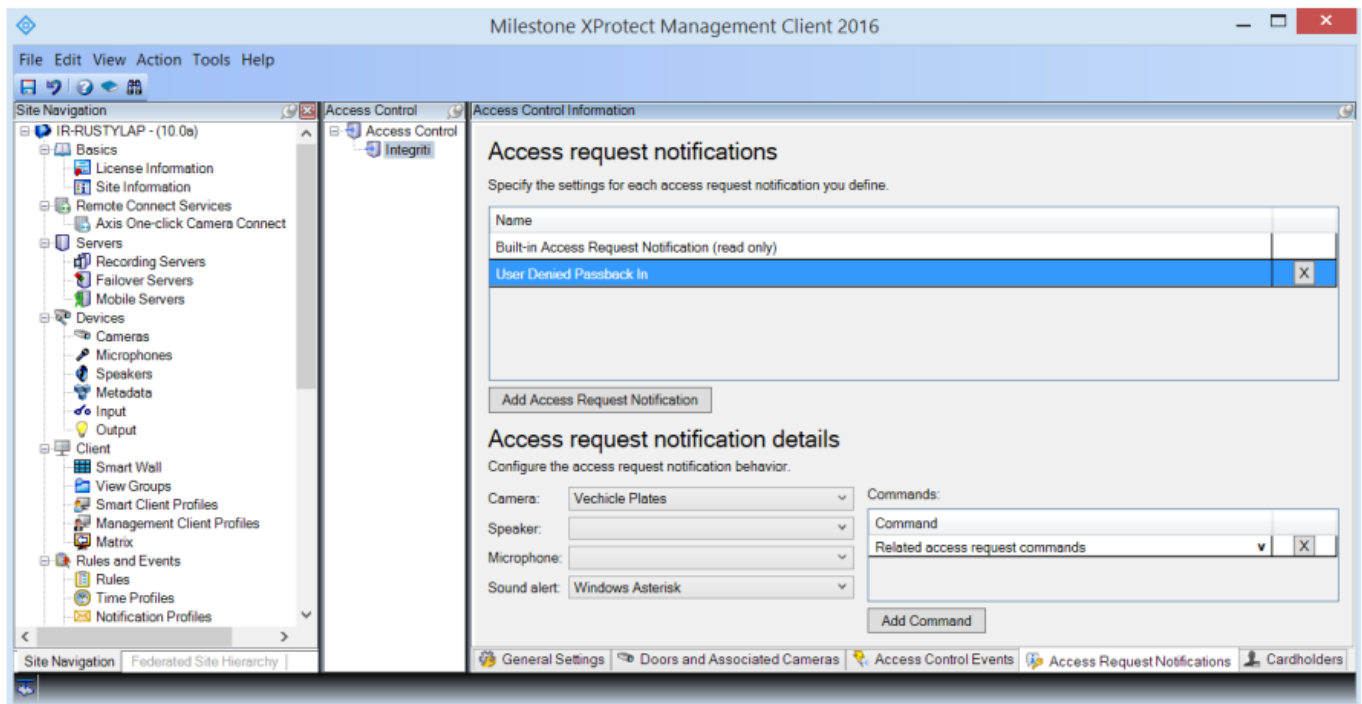 Milestone XProtect Management Client 2016
File Edit View Action Tools Help
Site Navigation
IR-RUSTYLAP - (10.0a)
Basics
License Information
Site Information
Remote Connect Services
Axis One-click Camera Connect
Servers
Recording Servers
Failover Servers
Mobile Servers
Devices
Cameras
Microphones
Speakers
Metadata
Input
Output
Client
Smart Wall
View Groups
Smart Client Profiles
Management Client Profiles
Matrix
Rules and Events
Rules
Time Profiles
Notification Profiles
Site Navigation Federated Site Hierarchy
Access Control
Access Control
Integriti
Access Control Information
Access request notifications
Specify the settings for each access request notification you define.
Name
Built-in Access Request Notification (read only)
User Denied Passback In X
Add Access Request Notification
Access request notification details
Configure the access request notification behavior.
Camera: Vechicle Plates
Speaker:
Microphone:
Sound alert: Windows Asterisk
Commands:
Command
Related access request commands X
Add Command
General Settings Doors and Associated Cameras Access Control Events Access Request Notifications Cardholders